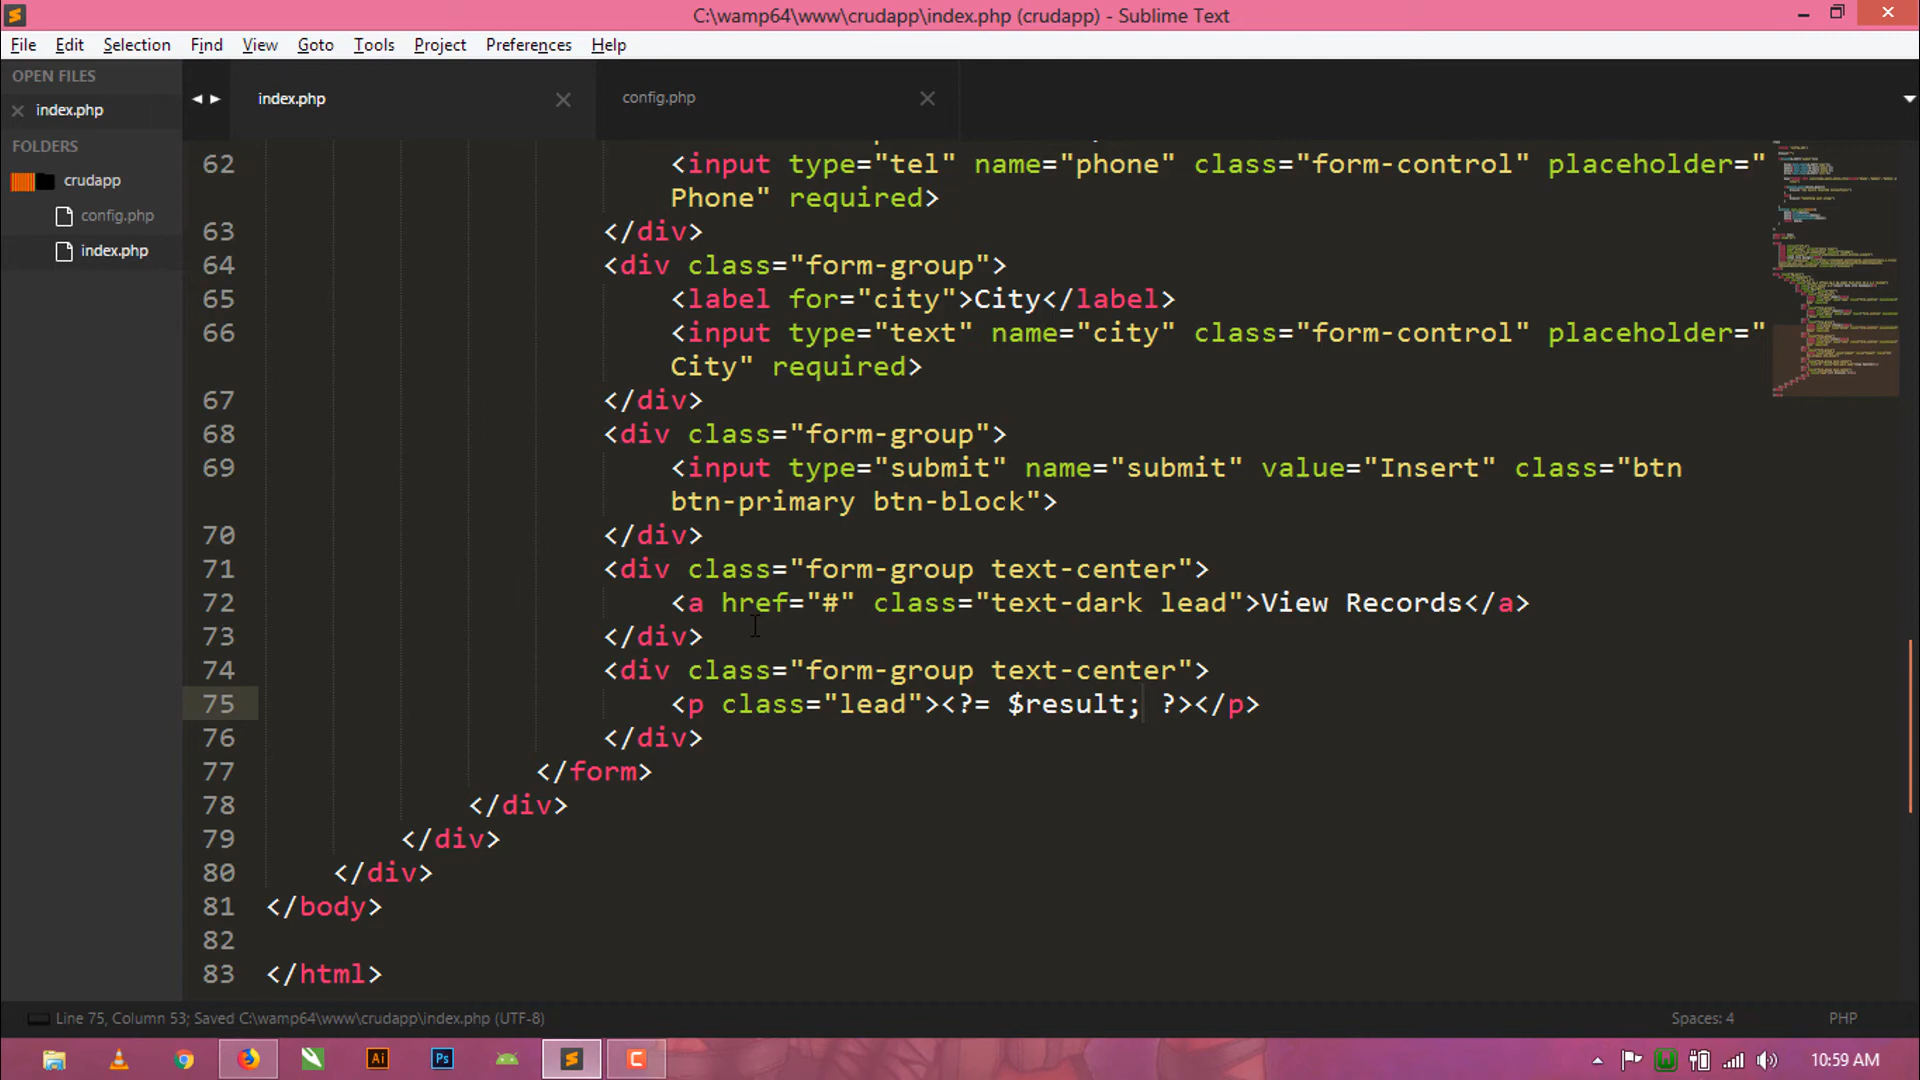 C:\wamp64\www\crudapp\index.php (crudapp) - Sublime Text
File Edit Selection Find View Goto Tools Project Preferences Help
OPEN FILES
index.php
FOLDERS
crudapp
config.php
index.php
index.php
config.php
62 <input type="tel" name="phone" class="form-control" placeholder="
Phone" required>
63 </div>
64 <div class="form-group">
65 <label for="city">City</label>
66 <input type="text" name="city" class="form-control" placeholder="
City" required>
67 </div>
68 <div class="form-group">
69 <input type="submit" name="submit" value="Insert" class="btn
btn-primary btn-block">
70 </div>
71 <div class="form-group text-center">
72 <a href="#" class="text-dark lead">View Records</a>
73 </div>
74 <div class="form-group text-center">
75 <p class="lead"><?= $result; ?></p>
76 </div>
77 </form>
78 </div>
79 </div>
80 </div>
81 </body>
82
83 </html>
Line 75, Column 53; Saved C:\wamp64\www\crudapp\index.php (UTF-8)
Spaces: 4
PHP
Ai
Ps
10:59 AM